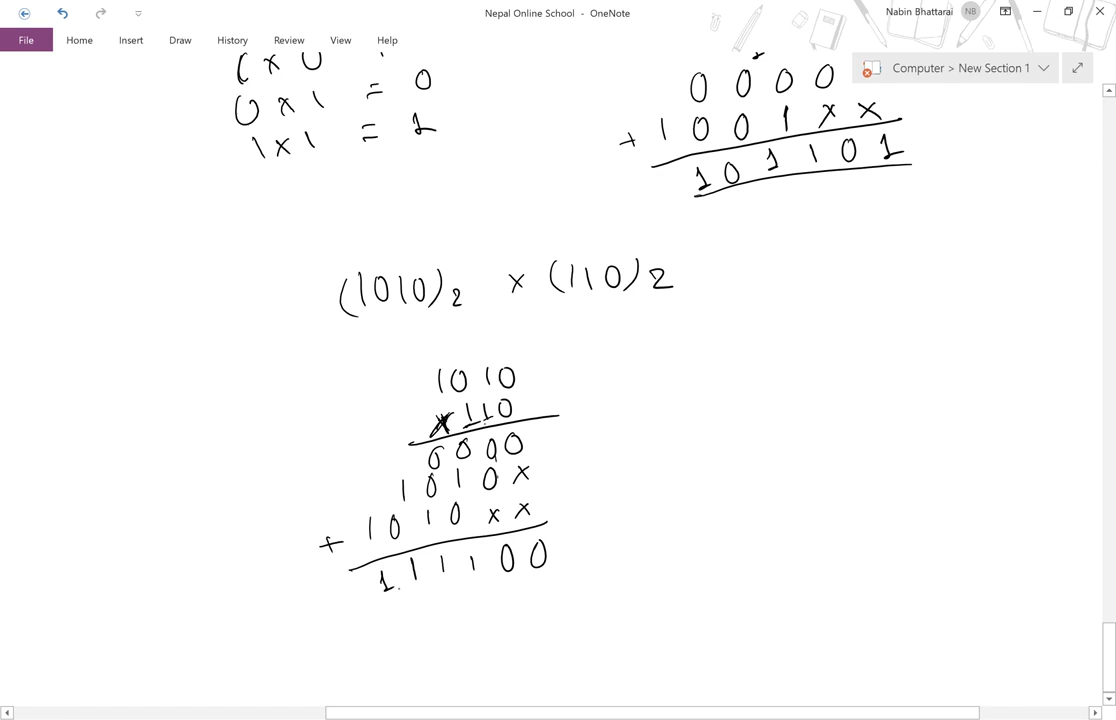 Nepal Online School - OneNote
Nabin Bhattarai NB
File Home Insert Draw History Review View Help
Computer > New Section 1
1 x 0
0 x 1 = 0
1 x 1 = 1
0 0 0 0
+ 1 0 0 1 x x
1 0 1 1 0 1
(1010)2 x (110)2
1010
x 110
0000
1010x
+ 1010xx
111100